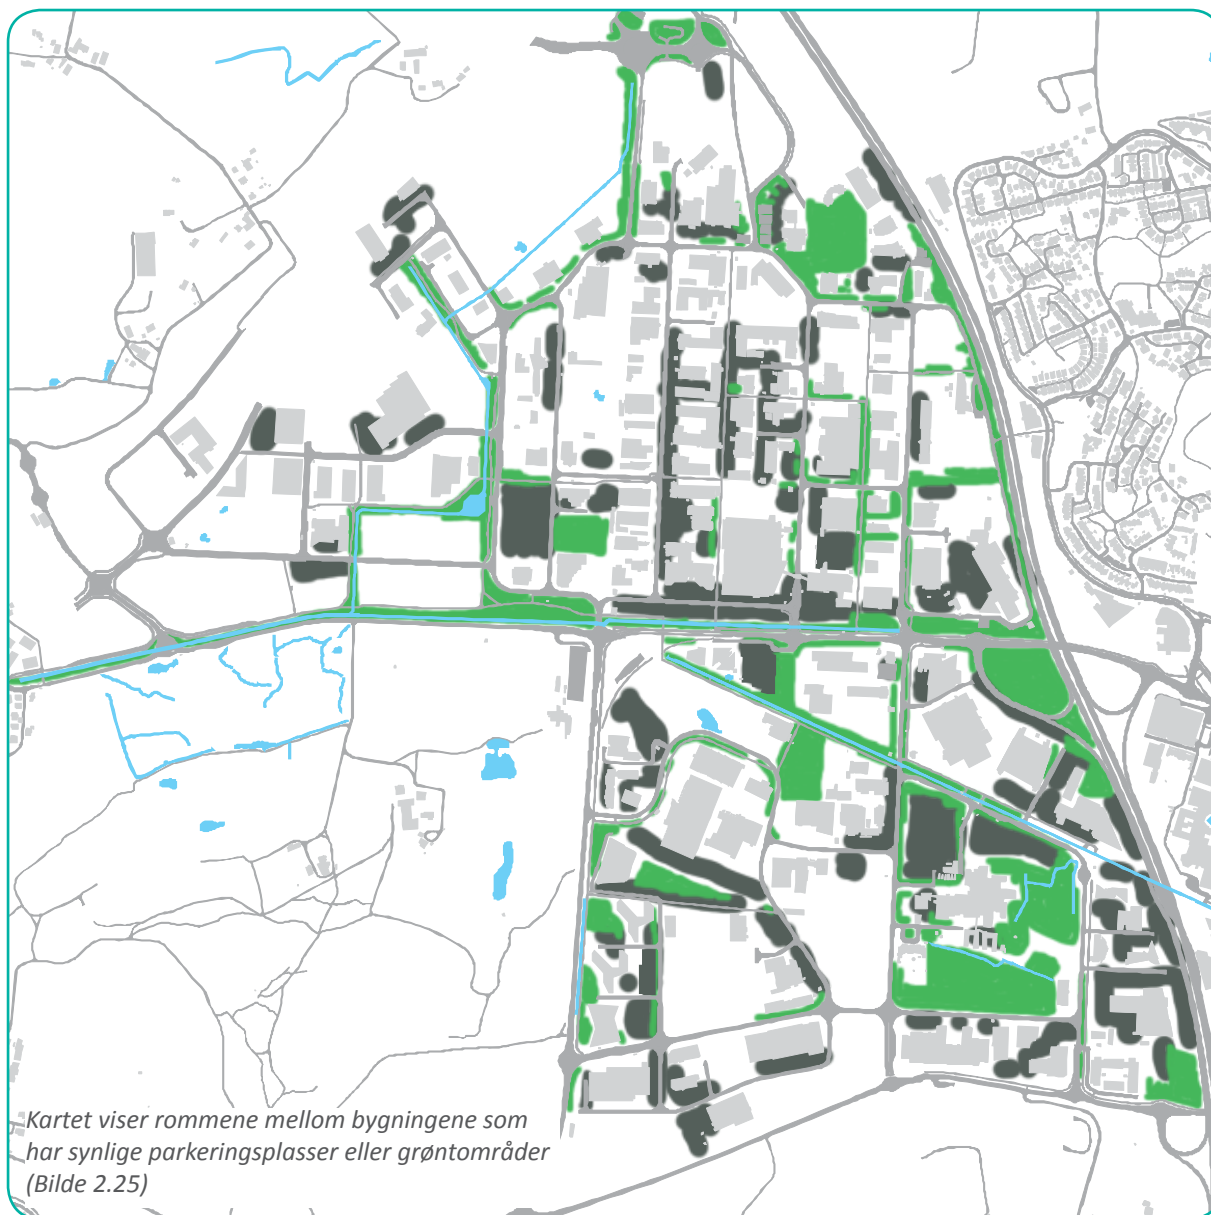 Kartet viser rommene mellom bygningene som
har synlige parkeringsplasser eller grøntområder
(Bilde 2.25)